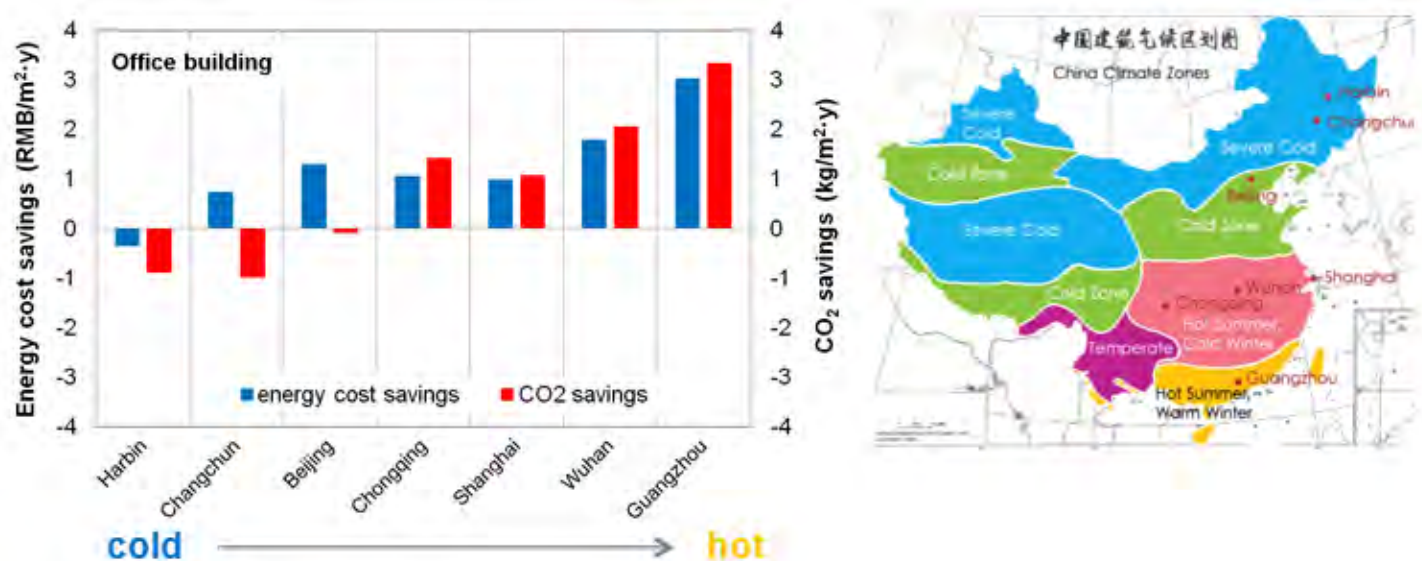 Office building
Energy cost savings (RMB/m²·y)
4
3
2
1
0
-1
-2
-3
-4
energy cost savings
CO2 savings
4
3
2
1
0
-1
-2
-3
-4
CO₂ savings (kg/m²·y)
Harbin
Changchun
Beijing
Chongqing
Shanghai
Wuhan
Guangzhou
cold
hot
中国建筑气候区划图
China Climate Zones
Harbin
Changchu
Severe
Cold
Severe Cold
Cold Zone
Beijing
Severe Cold
Cold Zone
Shanghai
Wuhan
Cold Zone
Chongqing
Hot Summer,
Cold Winter
Temperate
Guangzhou
Hot Summer,
Warm Winter